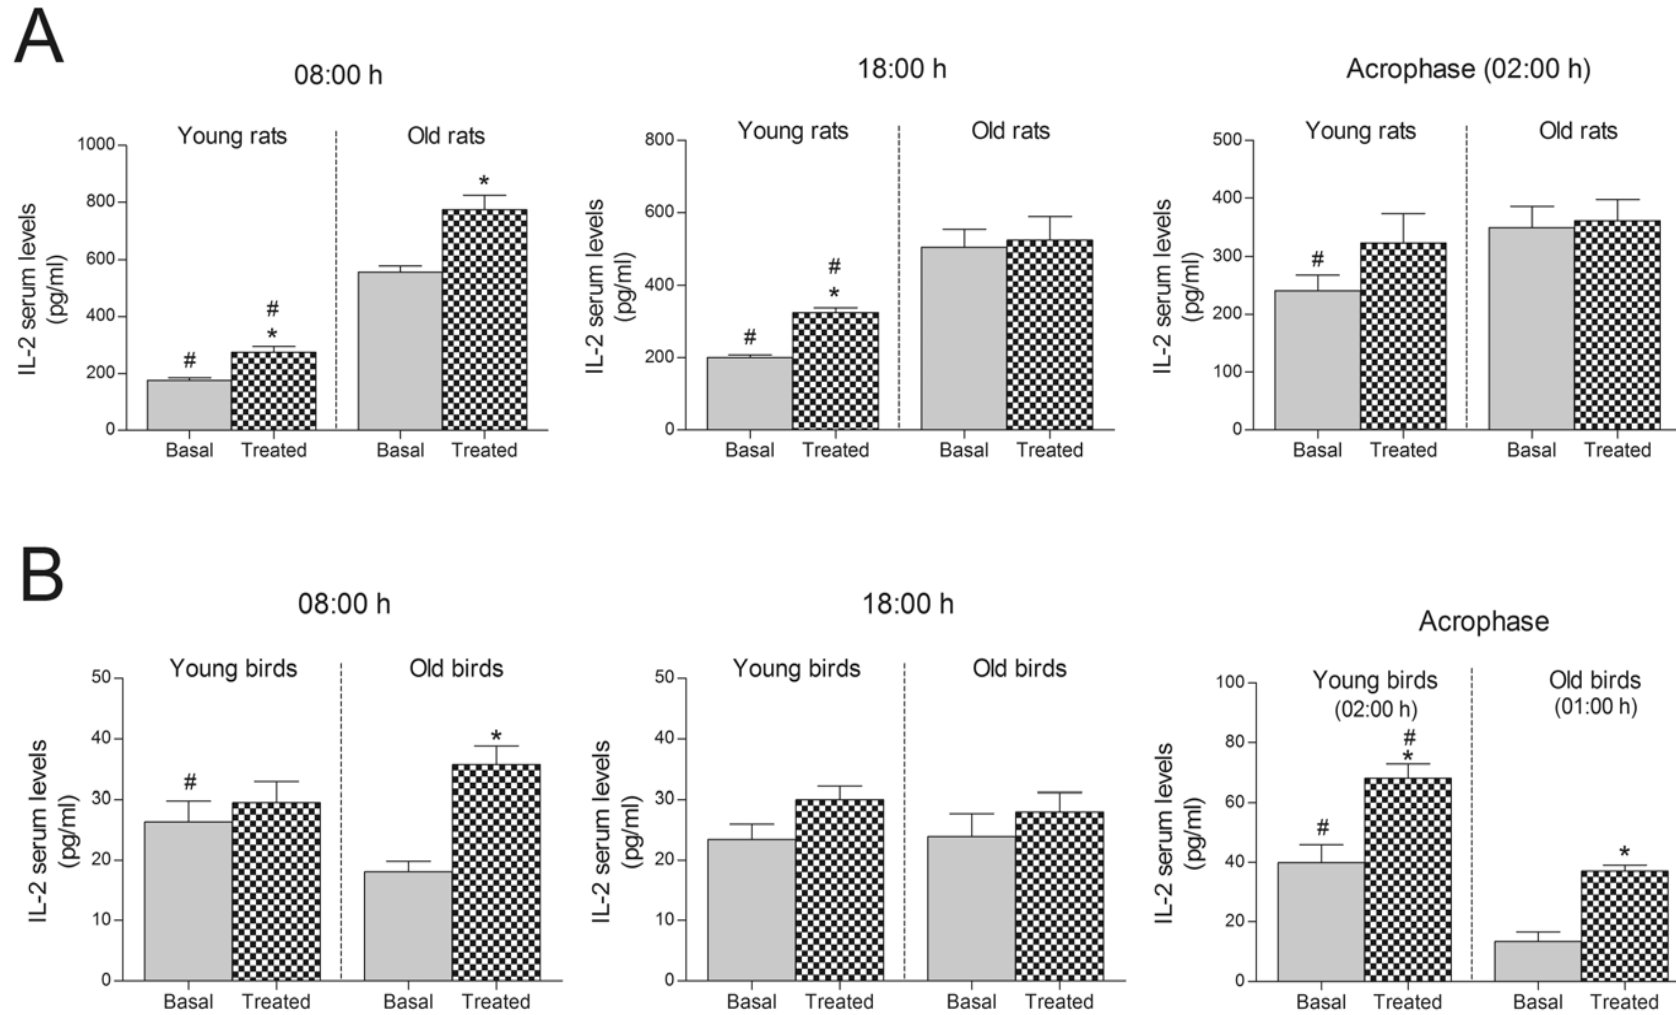 A
08:00 h
Young rats
Old rats
IL-2 serum levels
(pg/ml)
1000
800
600
400
200
0
#
#
*
*
Basal
Treated
Basal
Treated
18:00 h
Young rats
Old rats
IL-2 serum levels
(pg/ml)
800
600
400
200
0
#
#
*
Basal
Treated
Basal
Treated
Acrophase (02:00 h)
Young rats
Old rats
IL-2 serum levels
(pg/ml)
500
400
300
200
100
0
#
Basal
Treated
Basal
Treated
B
08:00 h
Young birds
Old birds
IL-2 serum levels
(pg/ml)
50
40
30
20
10
0
#
*
Basal
Treated
Basal
Treated
18:00 h
Young birds
Old birds
IL-2 serum levels
(pg/ml)
50
40
30
20
10
0
Basal
Treated
Basal
Treated
Acrophase
Young birds
(02:00 h)
Old birds
(01:00 h)
IL-2 serum levels
(pg/ml)
100
80
60
40
20
0
#
#
*
*
Basal
Treated
Basal
Treated